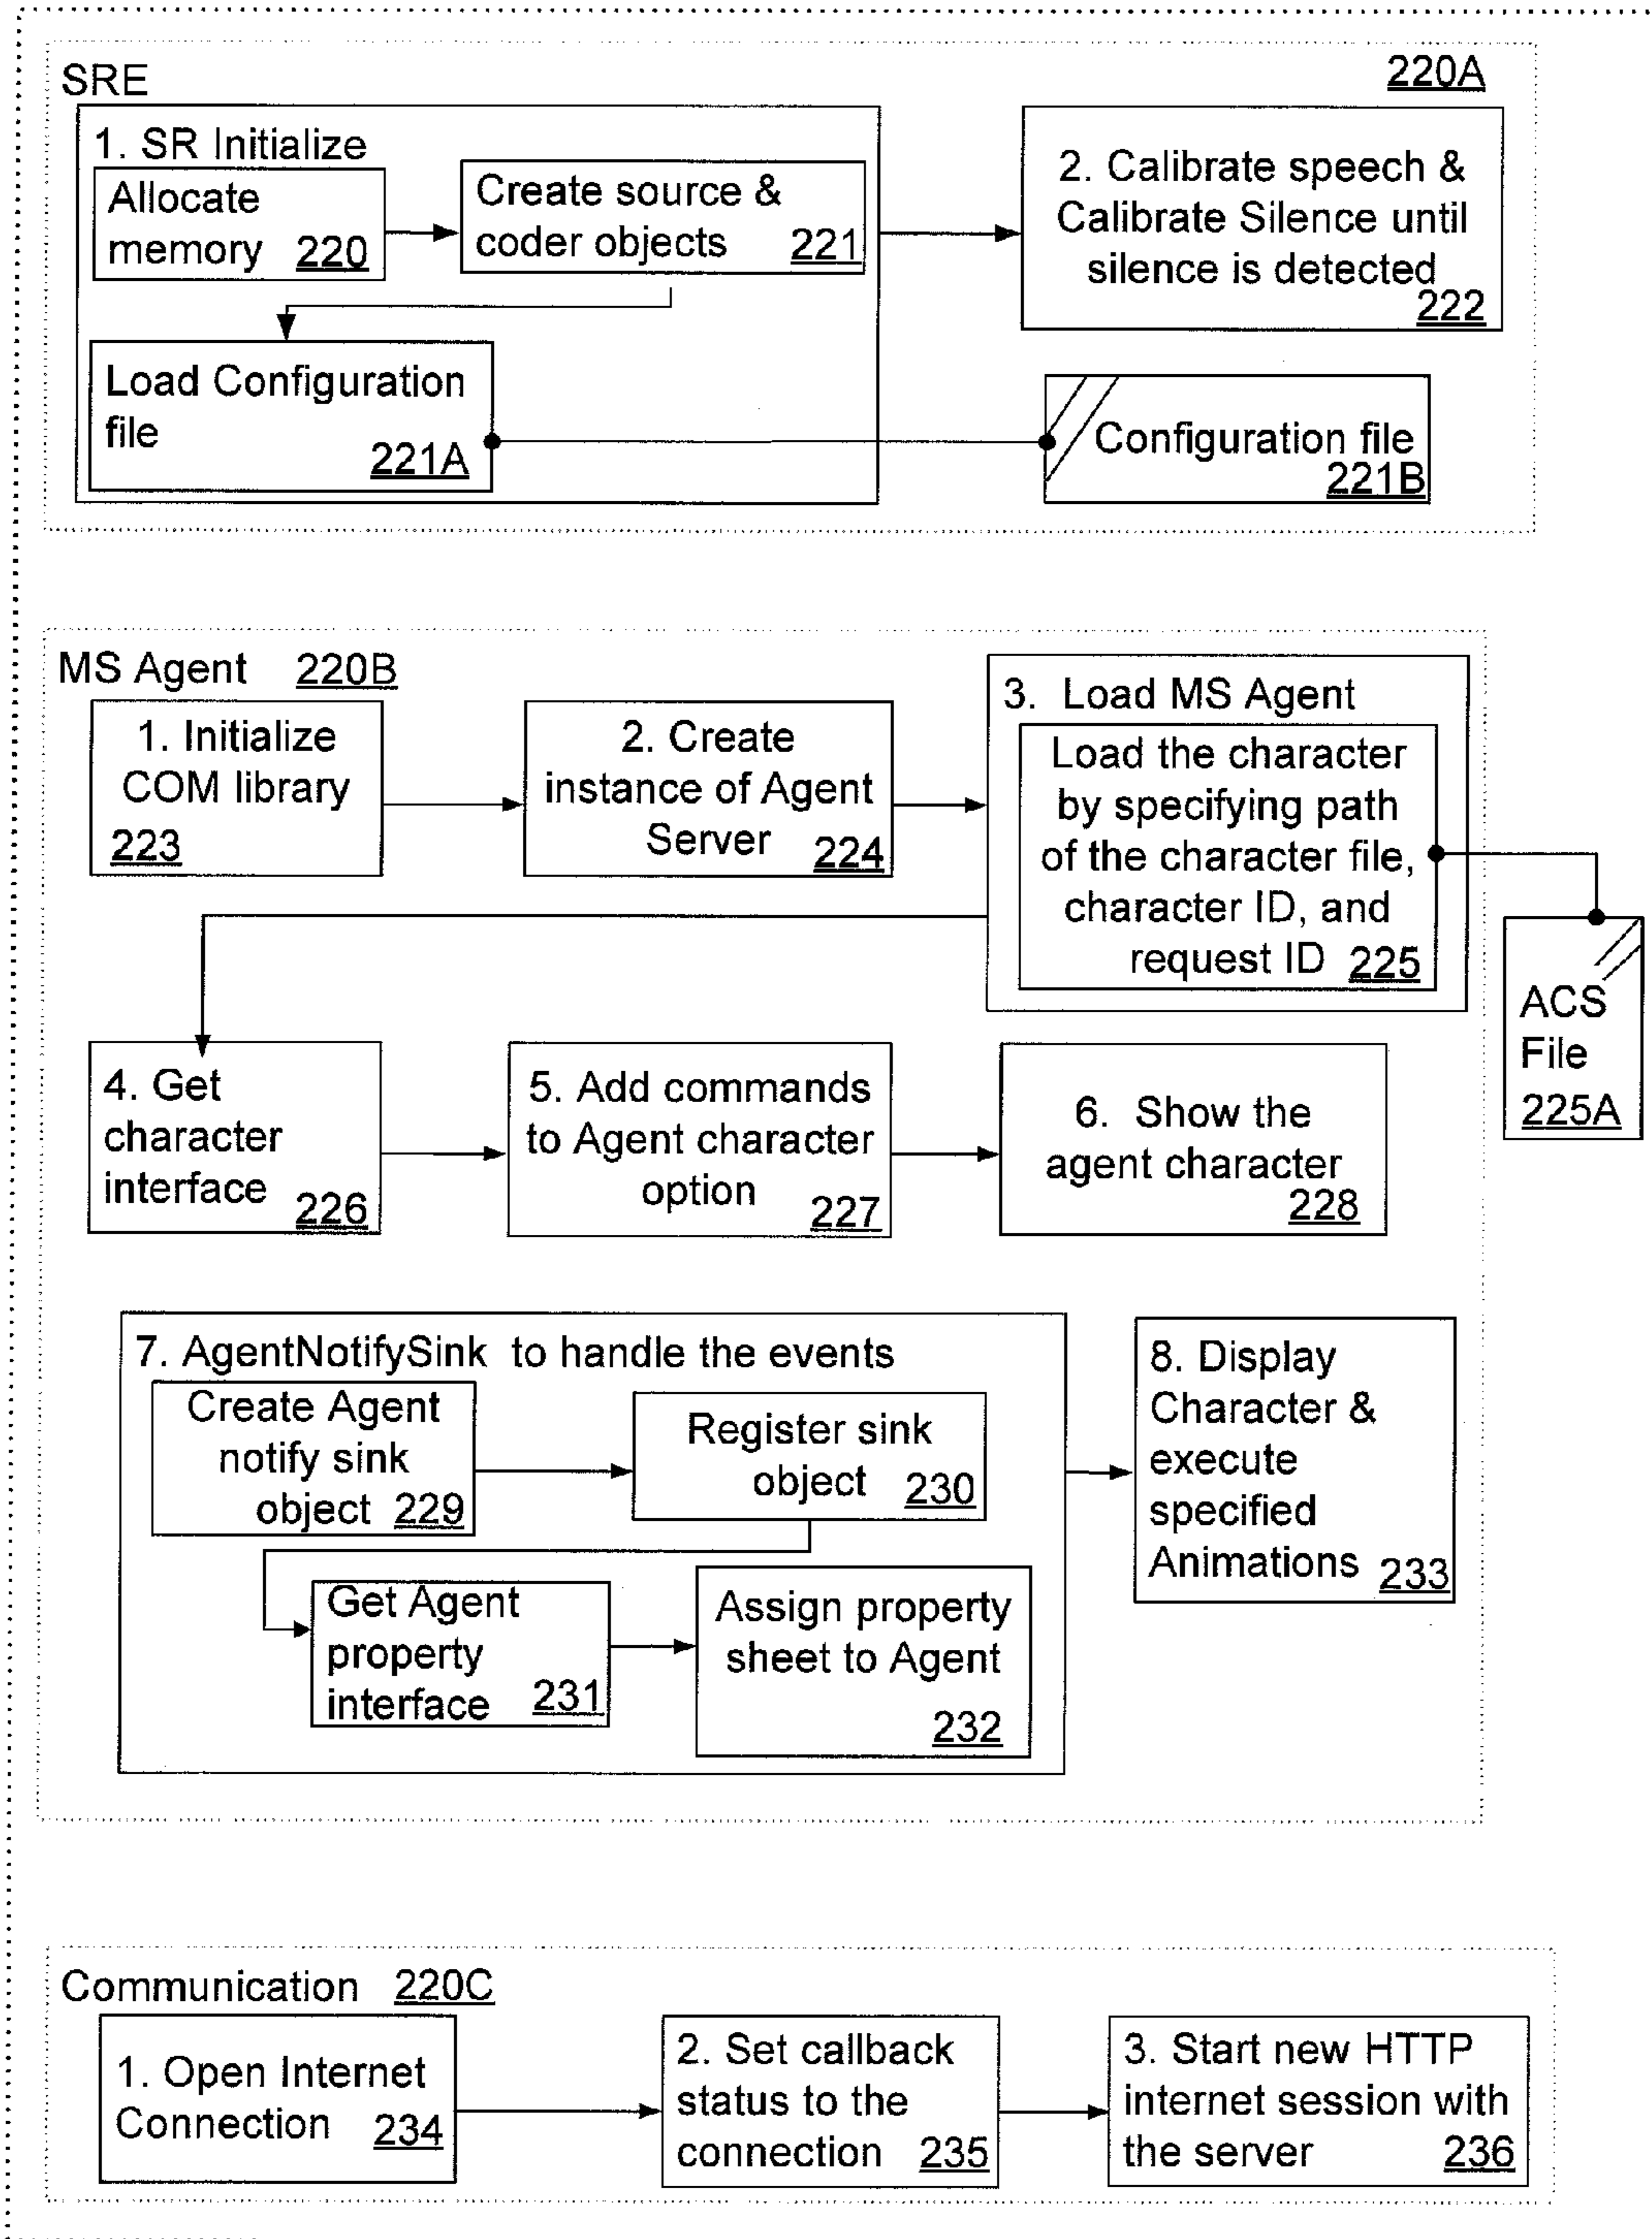 SRE
220A
1. SR Initialize
Allocate
memory 220
Create source &
coder objects 221
2. Calibrate speech &
Calibrate Silence until
silence is detected
222
Load Configuration
file
221A
Configuration file
221B
MS Agent 220B
1. Initialize
COM library
223
2. Create
instance of Agent
Server 224
3. Load MS Agent
Load the character
by specifying path
of the character file,
character ID, and
request ID 225
ACS
File
225A
4. Get
character
interface 226
5. Add commands
to Agent character
option 227
6. Show the
agent character
228
7. AgentNotifySink to handle the events
Create Agent
notify sink
object 229
Register sink
object 230
Get Agent
property
interface 231
Assign property
sheet to Agent
232
8. Display
Character &
execute
specified
Animations 233
Communication 220C
1. Open Internet
Connection 234
2. Set callback
status to the
connection 235
3. Start new HTTP
internet session with
the server 236